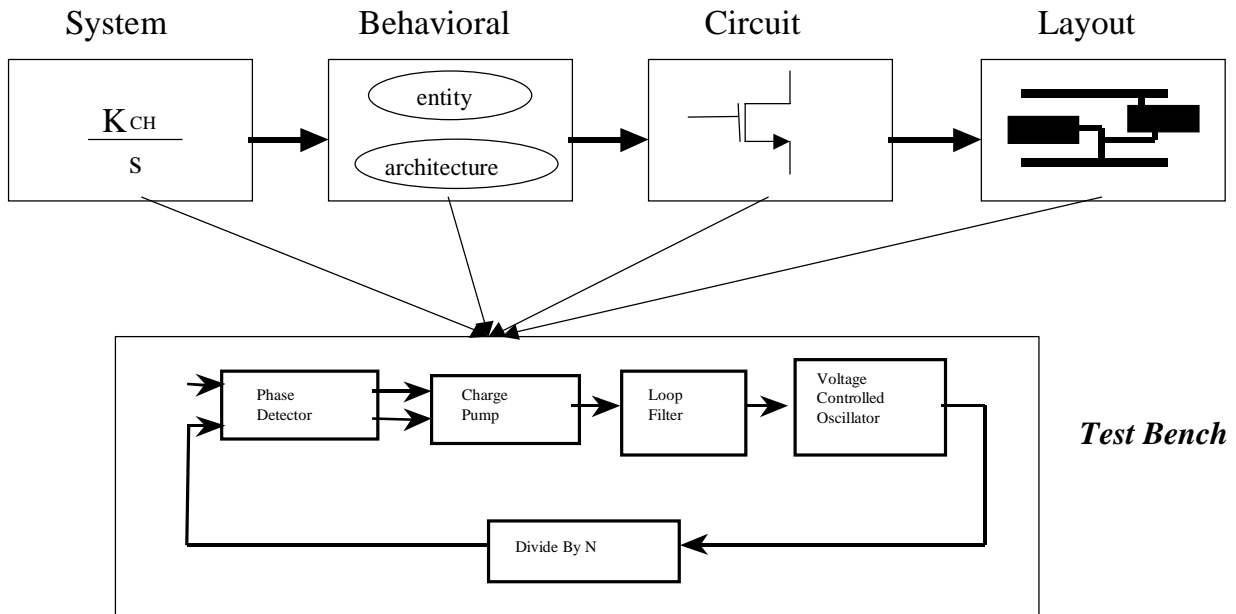 System
Behavioral
Circuit
Layout
K CH
s
entity
architecture
Phase
Detector
Charge
Pump
Loop
Filter
Voltage
Controlled
Oscillator
Test Bench
Divide By N